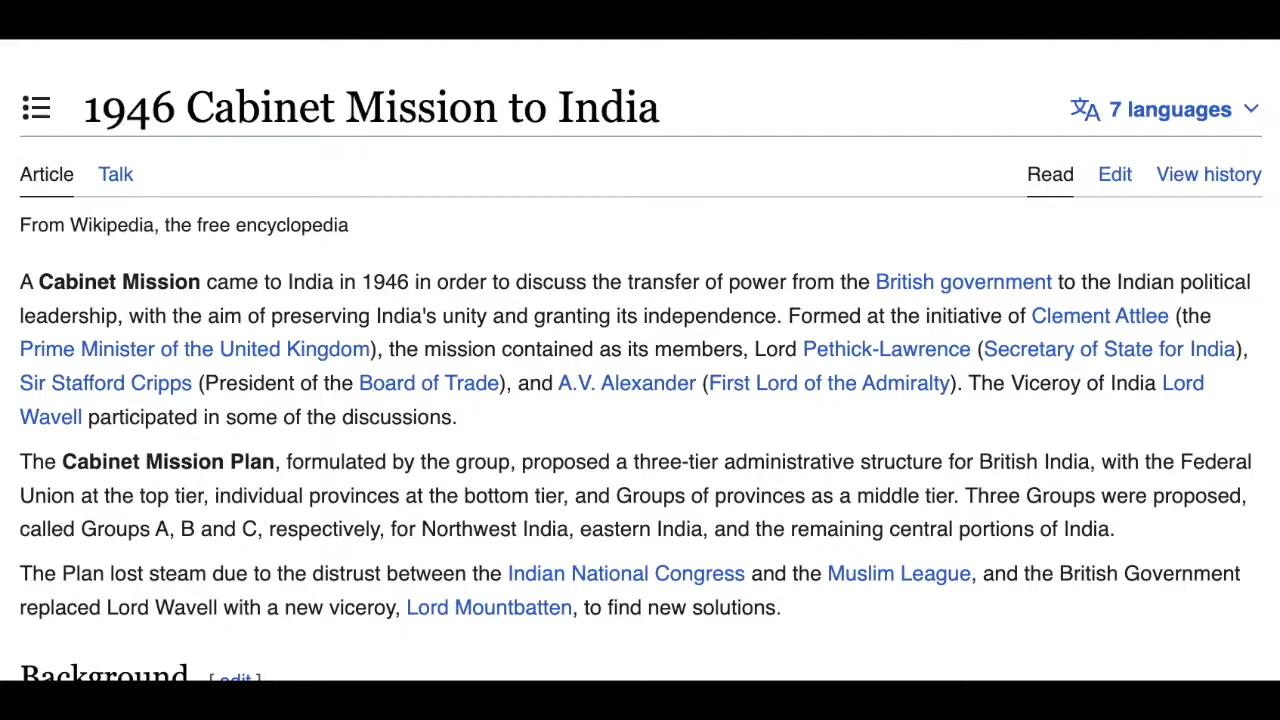 1946 Cabinet Mission to India
7 languages
Article Talk Read Edit View history
From Wikipedia, the free encyclopedia
A Cabinet Mission came to India in 1946 in order to discuss the transfer of power from the British government to the Indian political
leadership, with the aim of preserving India's unity and granting its independence. Formed at the initiative of Clement Attlee (the
Prime Minister of the United Kingdom), the mission contained as its members, Lord Pethick-Lawrence (Secretary of State for India),
Sir Stafford Cripps (President of the Board of Trade), and A.V. Alexander (First Lord of the Admiralty). The Viceroy of India Lord
Wavell participated in some of the discussions.
The Cabinet Mission Plan, formulated by the group, proposed a three-tier administrative structure for British India, with the Federal
Union at the top tier, individual provinces at the bottom tier, and Groups of provinces as a middle tier. Three Groups were proposed,
called Groups A, B and C, respectively, for Northwest India, eastern India, and the remaining central portions of India.
The Plan lost steam due to the distrust between the Indian National Congress and the Muslim League, and the British Government
replaced Lord Wavell with a new viceroy, Lord Mountbatten, to find new solutions.
Background [ edit ]